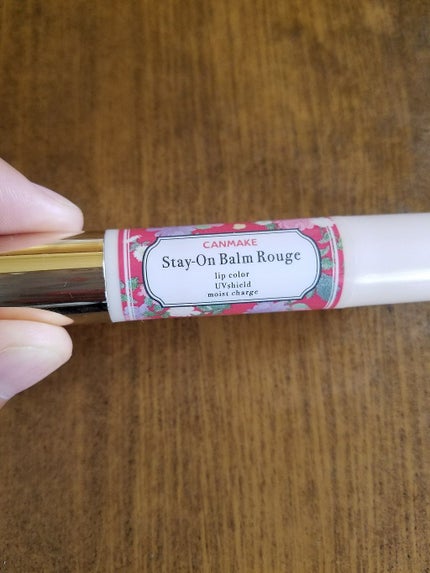 CANMAKE
Stay-On Balm Rouge
lip color
UVshield
moist charge